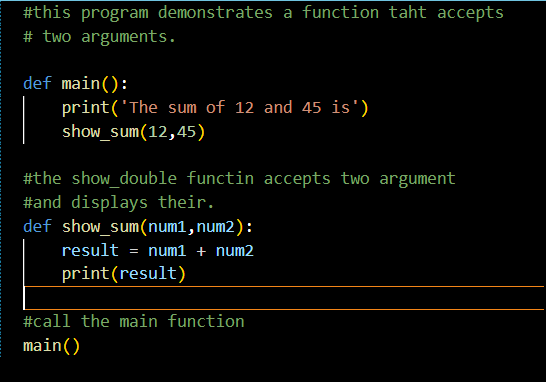 #this program demonstrates a function taht accepts
# two arguments.
def main():
    print('The sum of 12 and 45 is')
    show_sum(12,45)
#the show_double functin accepts two argument
#and displays their.
def show_sum(num1,num2):
    result = num1 + num2
    print(result)
#call the main function
main()